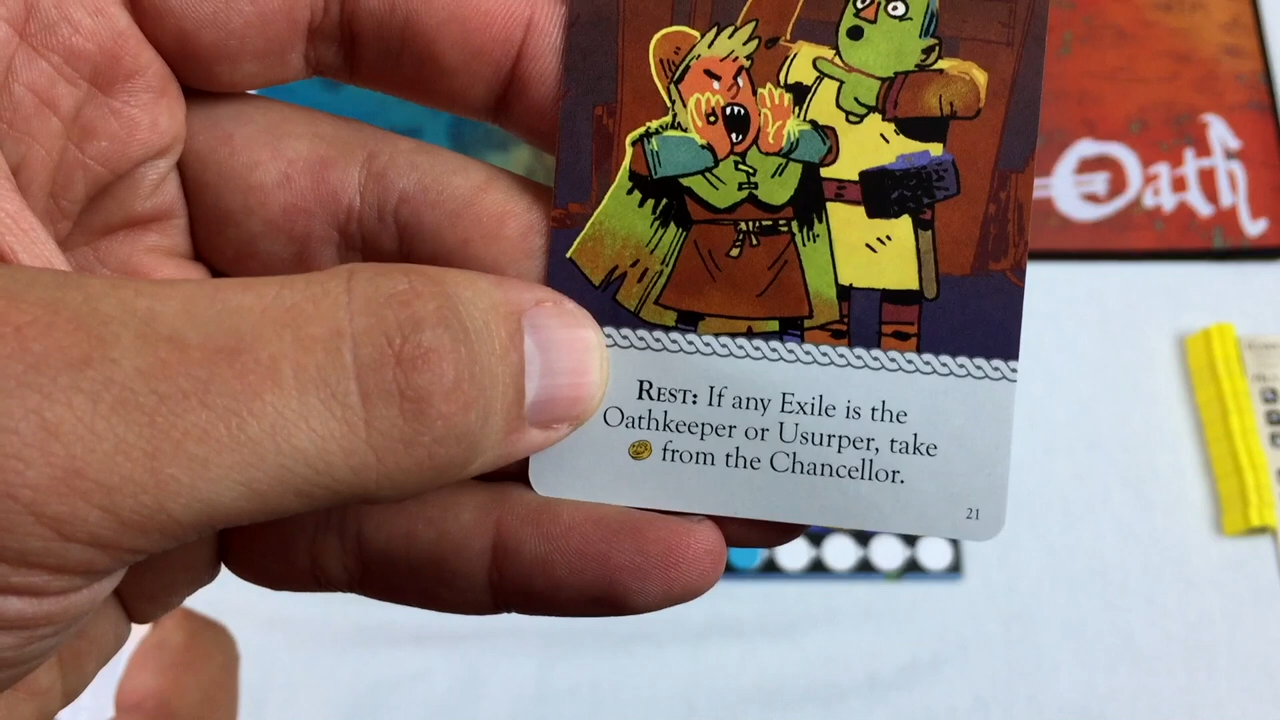 Oath
REST: If any Exile is the
Oathkeeper or Usurper, take
from the Chancellor.
21